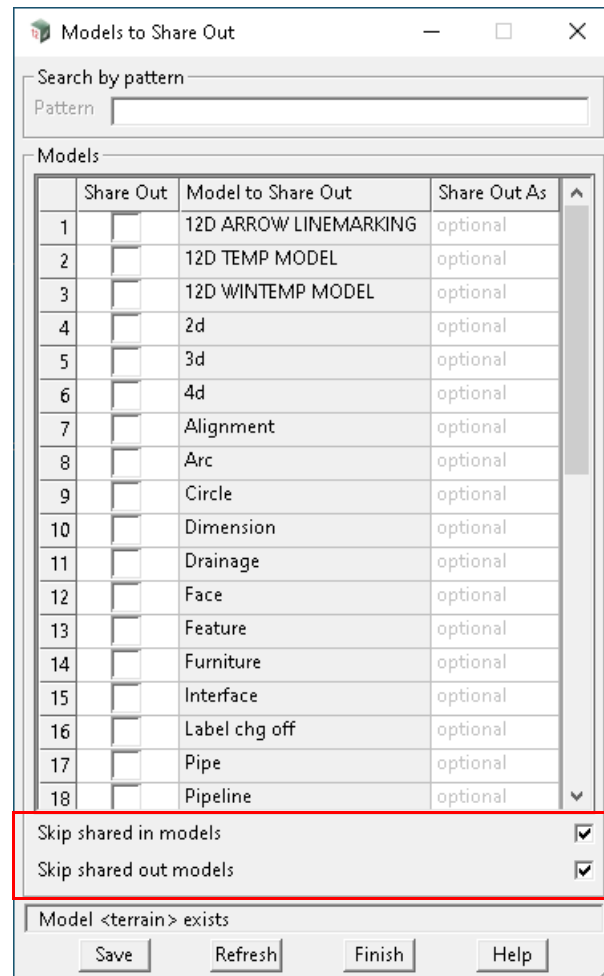 Models to Share Out
Search by pattern
Pattern
Models
Share Out Model to Share Out Share Out As
1 12D ARROW LINEMARKING optional
2 12D TEMP MODEL optional
3 12D WINTEMP MODEL optional
4 2d optional
5 3d optional
6 4d optional
7 Alignment optional
8 Arc optional
9 Circle optional
10 Dimension optional
11 Drainage optional
12 Face optional
13 Feature optional
14 Furniture optional
15 Interface optional
16 Label chg off optional
17 Pipe optional
18 Pipeline optional
Skip shared in models
Skip shared out models
Model <terrain> exists
Save Refresh Finish Help